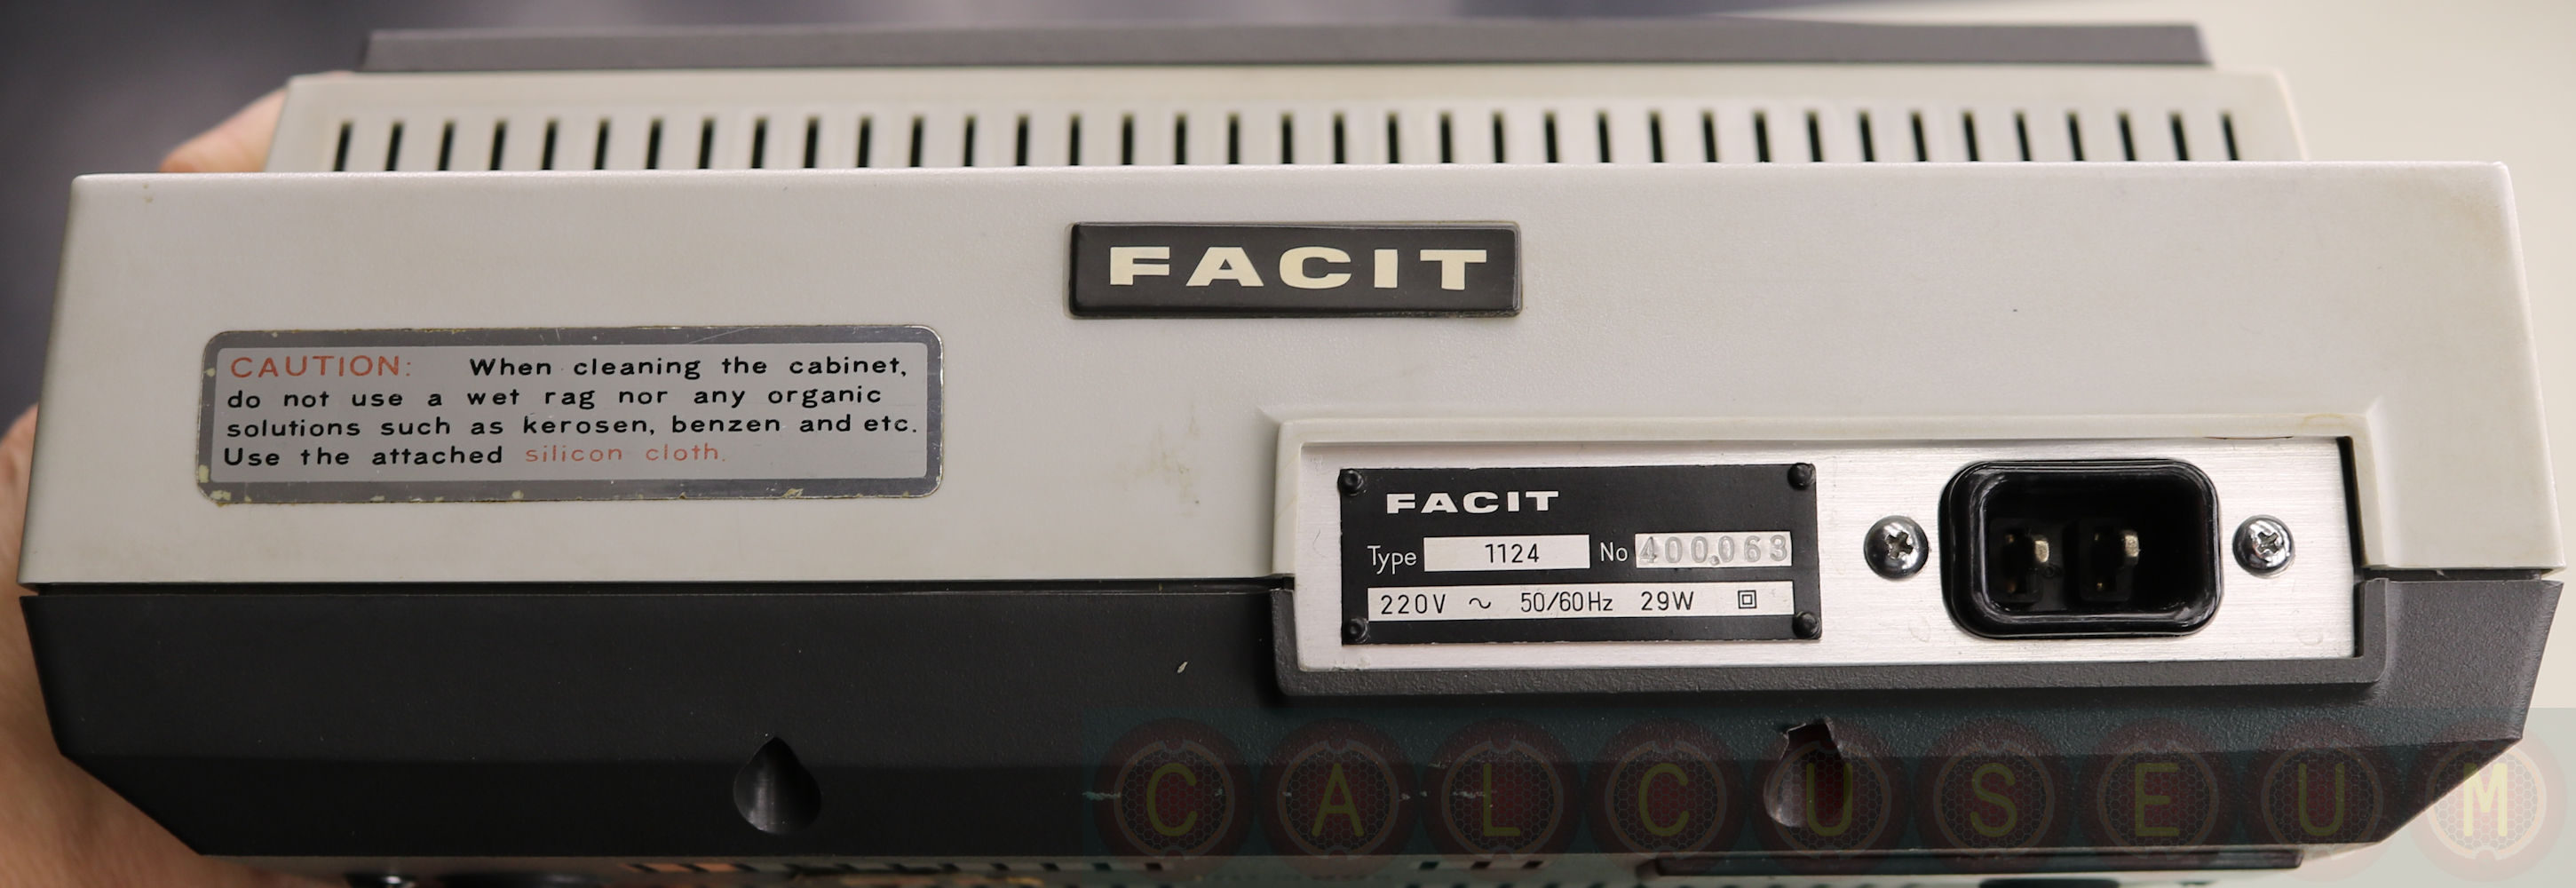 FACIT
CAUTION: When cleaning the cabinet,
do not use a wet rag nor any organic
solutions such as kerosen, benzen and etc.
Use the attached silicon cloth.
FACIT
Type 1124 No 400.063
220V ~ 50/60Hz 29W
CALCUSEUM